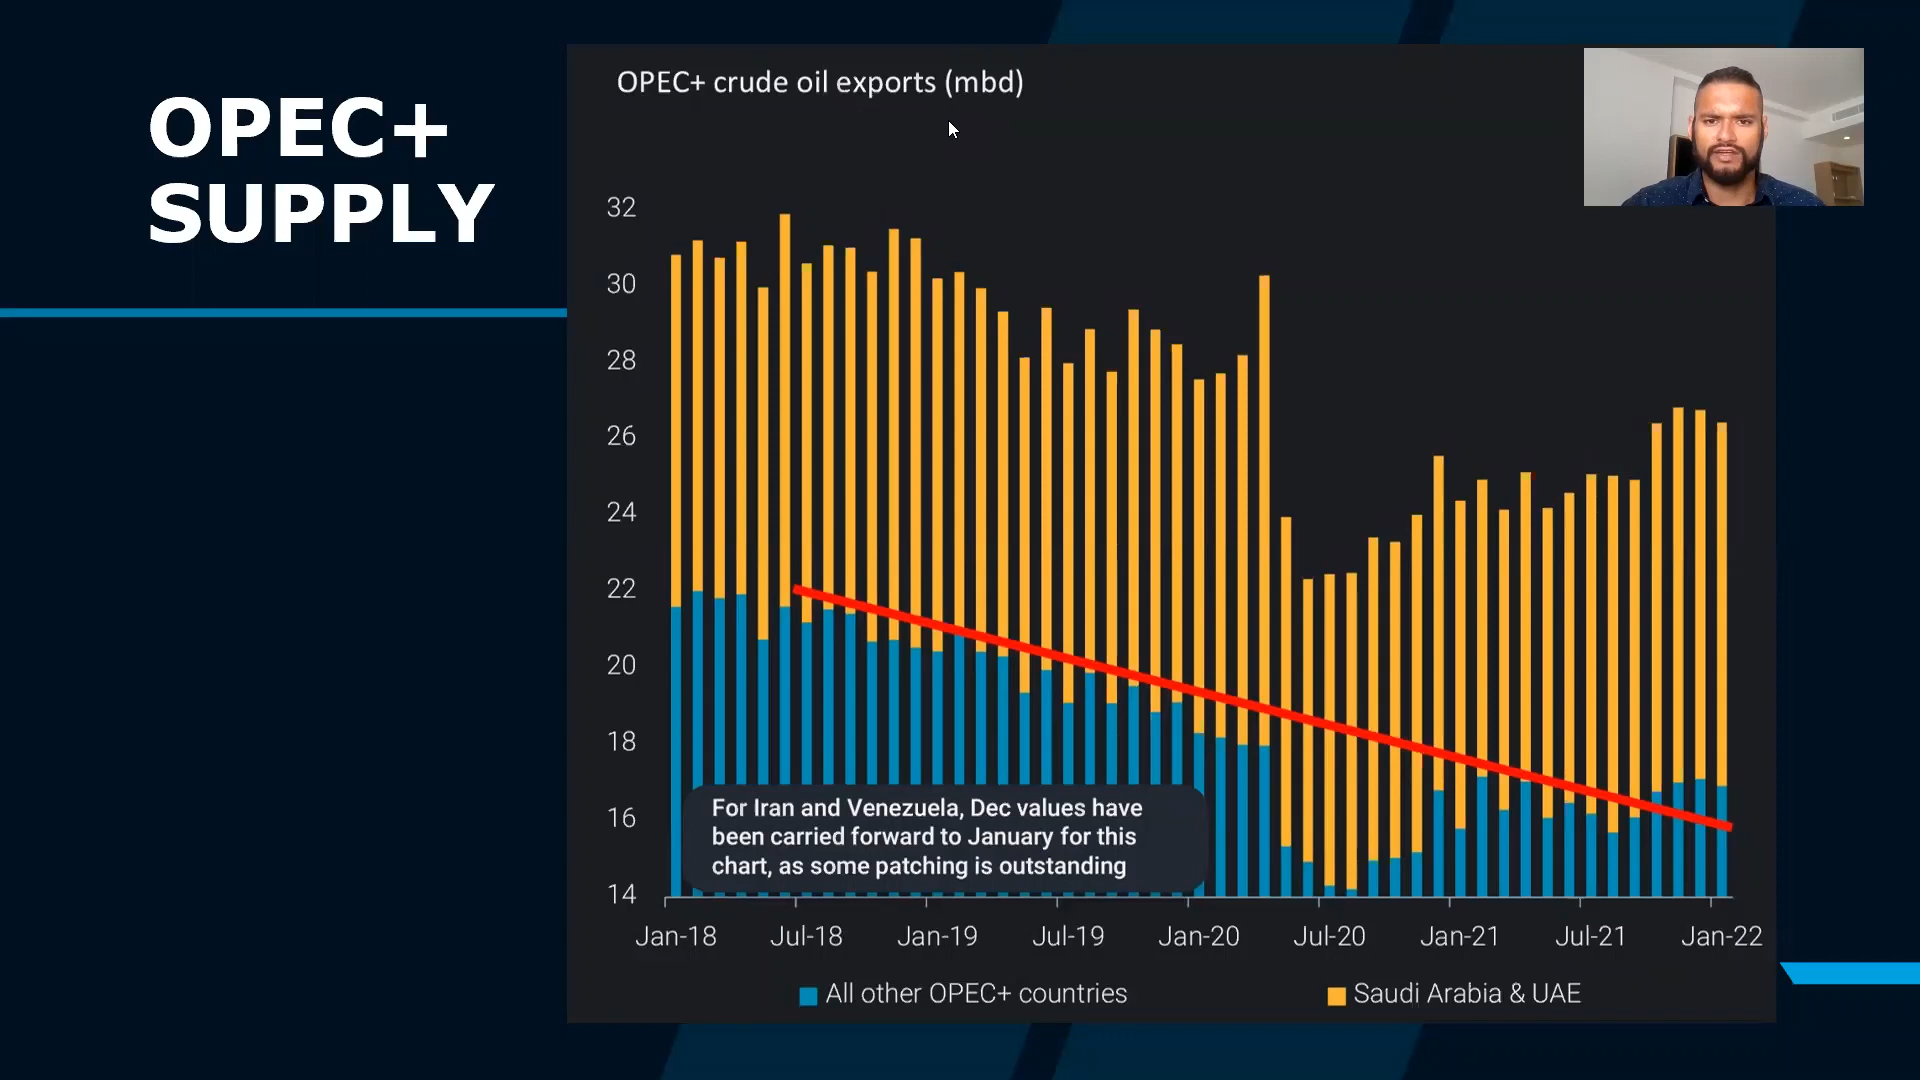 OPEC+
SUPPLY
OPEC+ crude oil exports (mbd)
32
30
28
26
24
22
20
18
16
14
For Iran and Venezuela, Dec values have
been carried forward to January for this
chart, as some patching is outstanding
Jan-18 Jul-18 Jan-19 Jul-19 Jan-20 Jul-20 Jan-21 Jul-21 Jan-22
All other OPEC+ countries Saudi Arabia & UAE